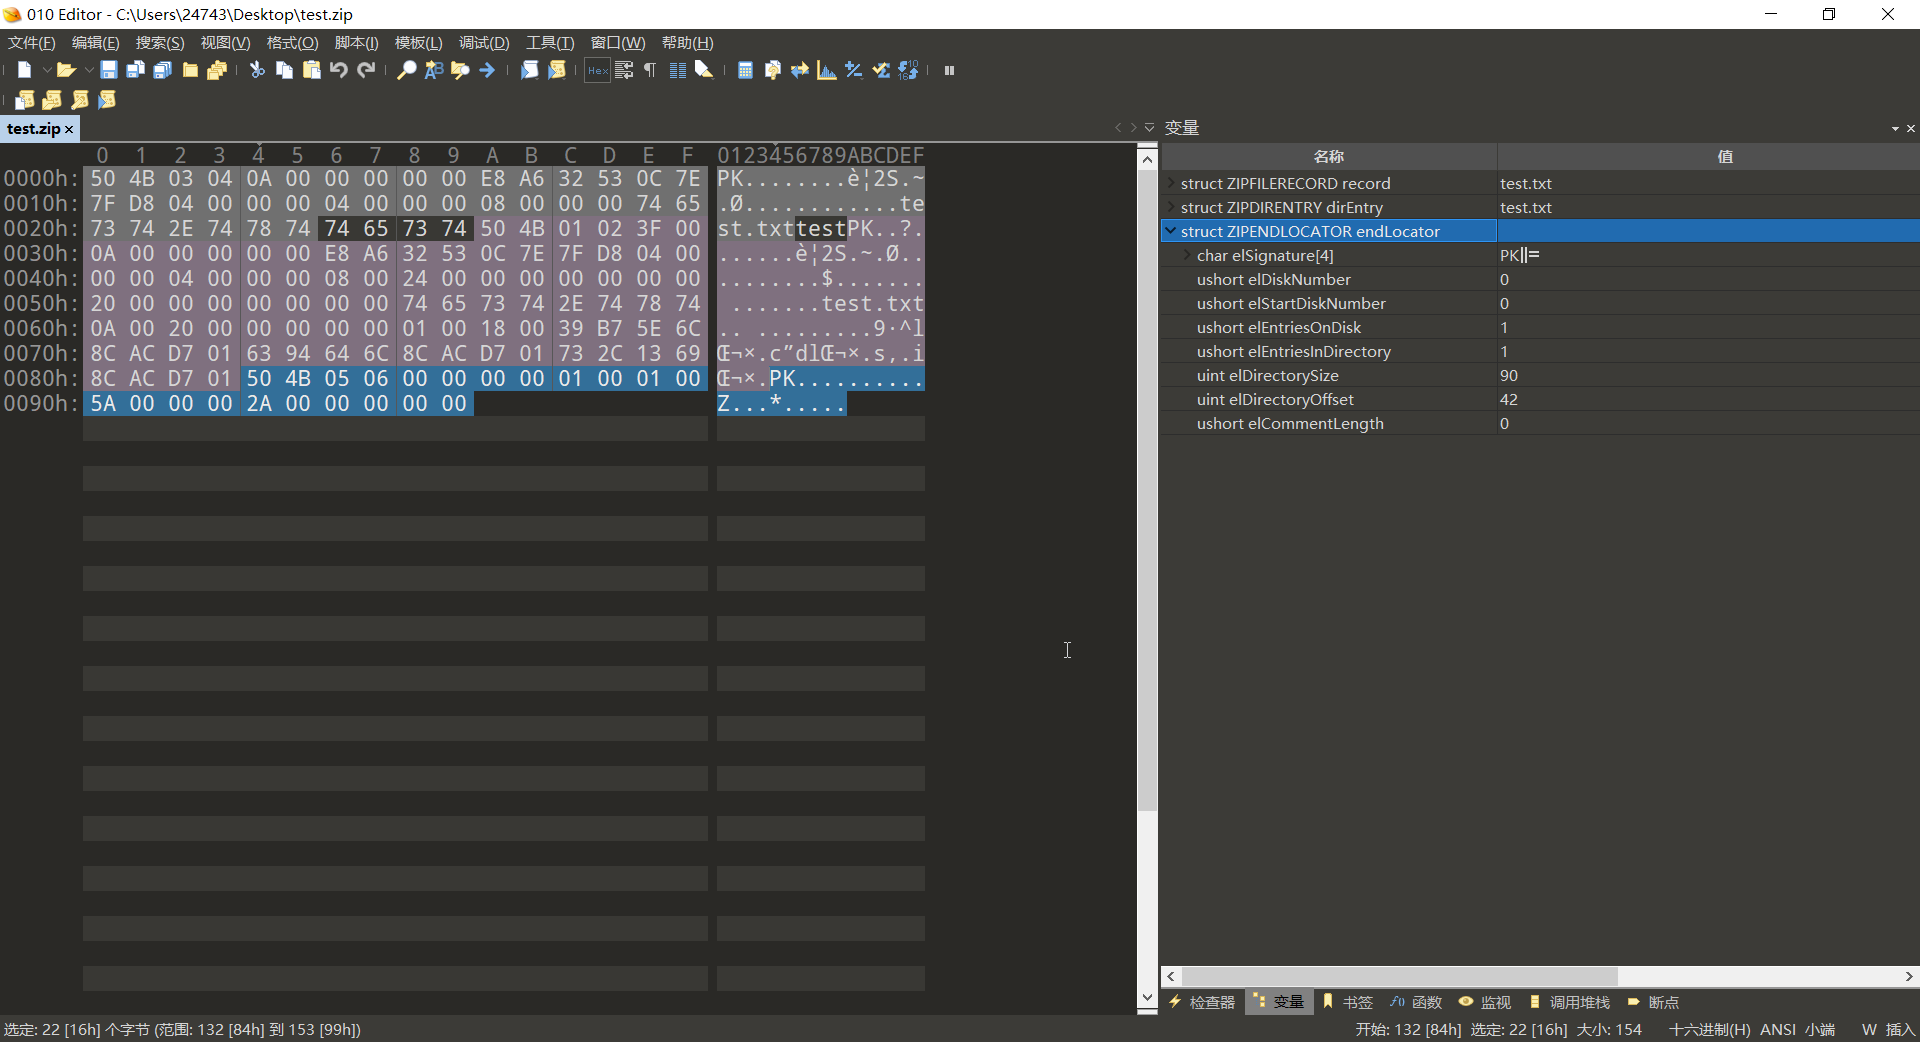 010 Editor - C:\Users\24743\Desktop\test.zip
文件(F) 编辑(E) 搜索(S) 视图(V) 格式(O) 脚本(I) 模板(L) 调试(D) 工具(T) 窗口(W) 帮助(H)
test.zip
变量
0 1 2 3 4 5 6 7 8 9 A B C D E F 0123456789ABCDEF
0000h: 50 4B 03 04 0A 00 00 00 00 00 E8 A6 32 53 0C 7E PK........è¦2S.~
0010h: 7F D8 04 00 00 00 04 00 00 00 08 00 00 00 74 65 .Ø............te
0020h: 73 74 2E 74 78 74 74 65 73 74 50 4B 01 02 3F 00 st.txttestPK..?.
0030h: 0A 00 00 00 00 00 E8 A6 32 53 0C 7E 7F D8 04 00 ......è¦2S.~.Ø..
0040h: 00 00 04 00 00 00 08 00 24 00 00 00 00 00 00 00 ........$.......
0050h: 20 00 00 00 00 00 00 00 74 65 73 74 2E 74 78 74  .......test.txt
0060h: 0A 00 20 00 00 00 00 00 01 00 18 00 39 B7 5E 6C .. .........9·^l
0070h: 8C AC D7 01 63 94 64 6C 8C AC D7 01 73 2C 13 69 Œ¬×.c”dlŒ¬×.s,.i
0080h: 8C AC D7 01 50 4B 05 06 00 00 00 00 01 00 01 00 Œ¬×.PK..........
0090h: 5A 00 00 00 2A 00 00 00 00 00 Z...*.....
名称 值
struct ZIPFILERECORD record test.txt
struct ZIPDIRENTRY dirEntry test.txt
struct ZIPENDLOCATOR endLocator
char elSignature[4] PK
ushort elDiskNumber 0
ushort elStartDiskNumber 0
ushort elEntriesOnDisk 1
ushort elEntriesInDirectory 1
uint elDirectorySize 90
uint elDirectoryOffset 42
ushort elCommentLength 0
检查器 变量 书签 函数 监视 调用堆栈 断点
选定: 22 [16h] 个字节 (范围: 132 [84h] 到 153 [99h]) 开始: 132 [84h] 选定: 22 [16h] 大小: 154 十六进制(H) ANSI 小端 W 插入